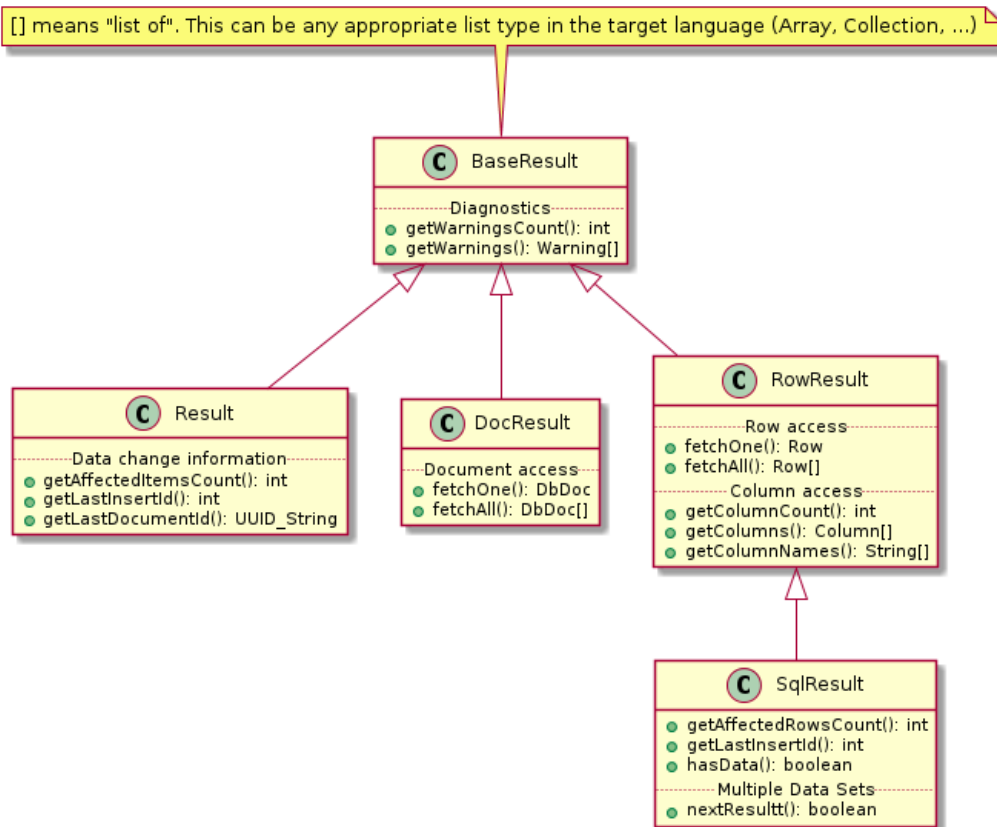 [] means "list of". This can be any appropriate list type in the target language (Array, Collection, ...)
C BaseResult
Diagnostics
getWarningsCount(): int
getWarnings(): Warning[]
C Result
Data change information
getAffectedItemsCount(): int
getLastInsertId(): int
getLastDocumentId(): UUID_String
C DocResult
Document access
fetchOne(): DbDoc
fetchAll(): DbDoc[]
C RowResult
Row access
fetchOne(): Row
fetchAll(): Row[]
Column access
getColumnCount(): int
getColumns(): Column[]
getColumnNames(): String[]
C SqlResult
getAffectedRowsCount(): int
getLastInsertId(): int
hasData(): boolean
Multiple Data Sets
nextResultt(): boolean